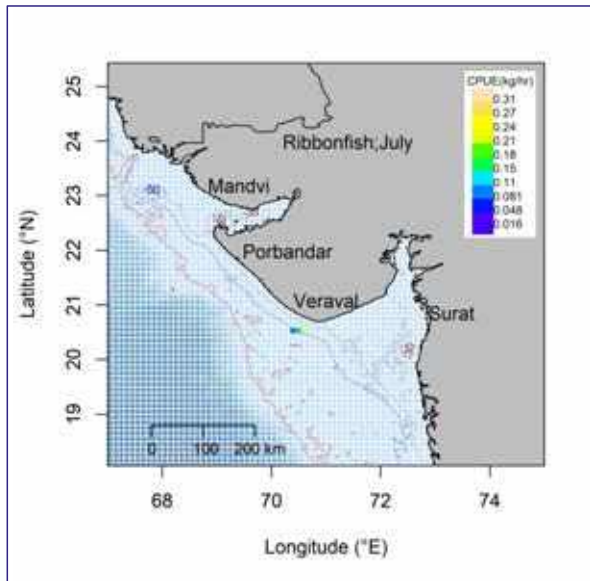 CPUE(kg/hr)
0.31
0.27
0.24
0.21
0.18
0.15
0.11
0.081
0.048
0.016
Ribbonfish;July
Mandvi
Porbandar
Veraval
Surat
25
24
23
22
21
20
19
Latitude (°N)
0 100 200 km
68 70 72 74
Longitude (°E)